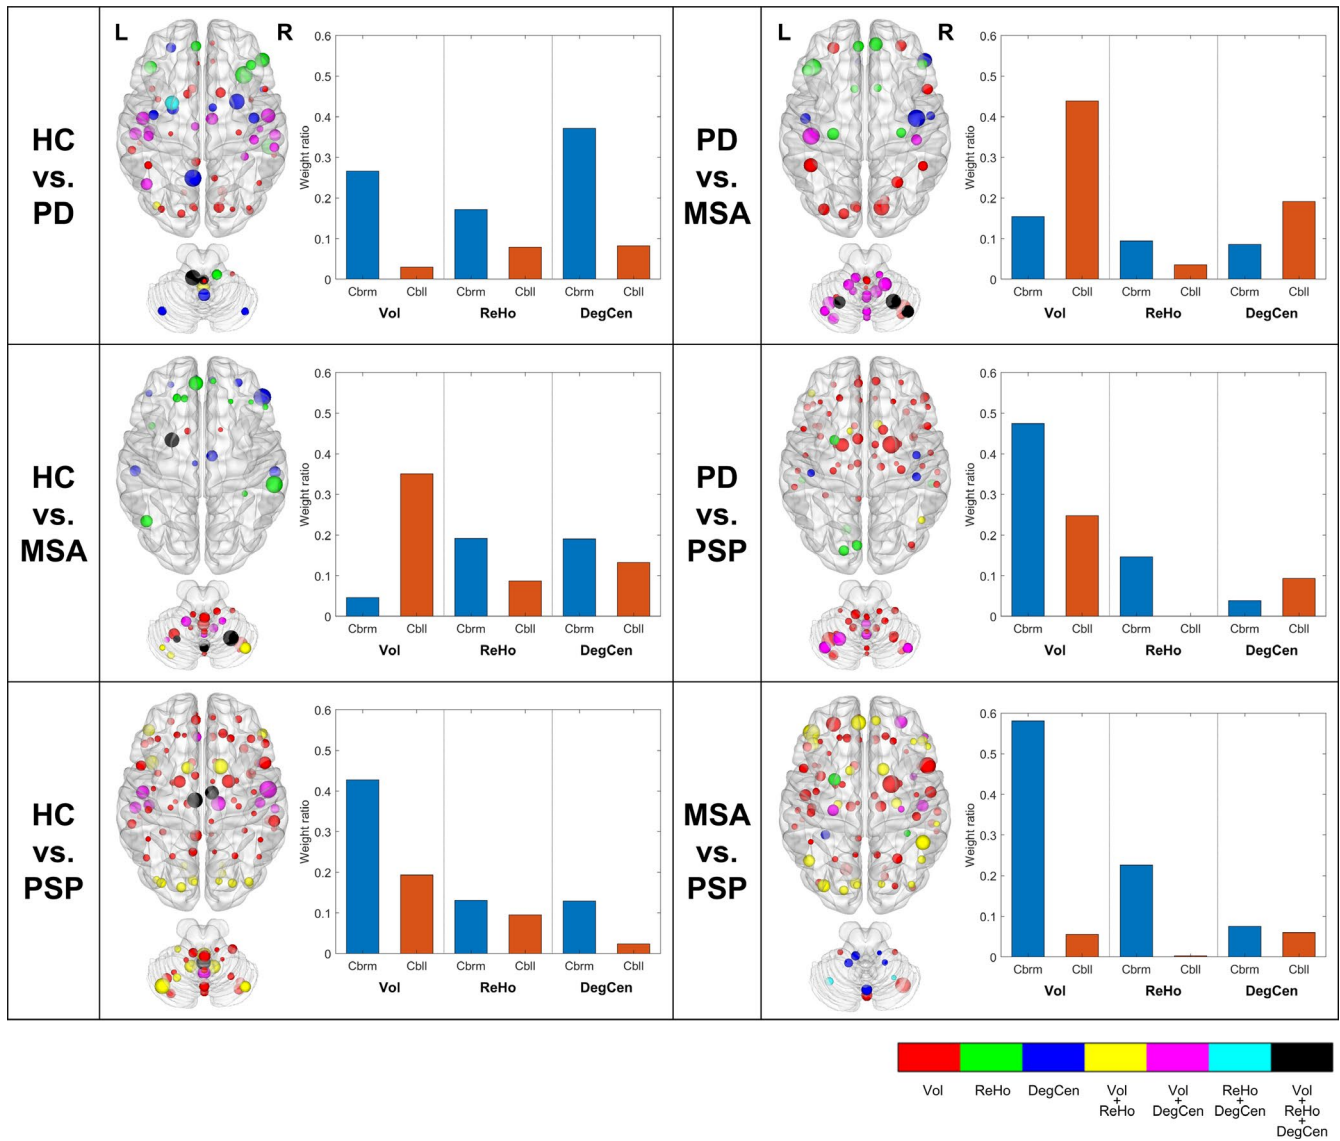 HC
vs.
PD
L R
Weight ratio
0.6
0.5
0.4
0.3
0.2
0.1
0
Cbrm Cbll Cbrm Cbll Cbrm Cbll
Vol ReHo DegCen
PD
vs.
MSA
L R
Weight ratio
0.6
0.5
0.4
0.3
0.2
0.1
0
Cbrm Cbll Cbrm Cbll Cbrm Cbll
Vol ReHo DegCen
HC
vs.
MSA
Weight ratio
0.6
0.5
0.4
0.3
0.2
0.1
0
Cbrm Cbll Cbrm Cbll Cbrm Cbll
Vol ReHo DegCen
PD
vs.
PSP
Weight ratio
0.6
0.5
0.4
0.3
0.2
0.1
0
Cbrm Cbll Cbrm Cbll Cbrm Cbll
Vol ReHo DegCen
HC
vs.
PSP
Weight ratio
0.6
0.5
0.4
0.3
0.2
0.1
0
Cbrm Cbll Cbrm Cbll Cbrm Cbll
Vol ReHo DegCen
MSA
vs.
PSP
Weight ratio
0.6
0.5
0.4
0.3
0.2
0.1
0
Cbrm Cbll Cbrm Cbll Cbrm Cbll
Vol ReHo DegCen
Vol ReHo DegCen Vol Vol ReHo Vol
+ + + +
ReHo DegCen DegCen ReHo
+
DegCen